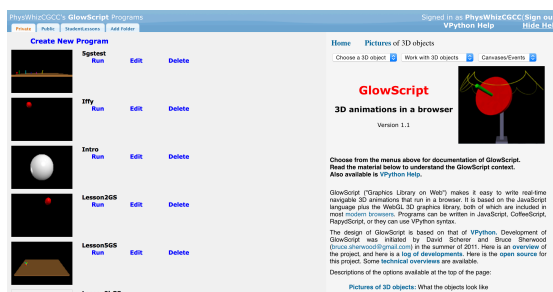 PhysWhizCGCC's GlowScript Programs
Signed in as PhysWhizGCC(Sign ou
VPython Help Hide Hel
Private Public StudentLessons Add Folder
Create New Program
5gstest
Run Edit Delete
Iffy
Run Edit Delete
Intro
Run Edit Delete
Lesson2GS
Run Edit Delete
Lesson5GS
Run Edit Delete
Home Pictures of 3D objects
Choose a 3D object Work with 3D objects Canvases/Events
GlowScript
3D animations in a browser
Version 1.1
Choose from the menus above for documentation of GlowScript.
Read the material below to understand the GlowScript context.
Also available is VPython Help.
GlowScript ("Graphics Library on Web") makes it easy to write real-time
navigable 3D animations that run in a browser. It is based on the JavaScript
language plus the WebGL 3D graphics library, both of which are included in
most modern browsers. Programs can be written in JavaScript, CoffeeScript,
RapydScript, or they can use VPython syntax.
The design of GlowScript is based on that of VPython. Development of
GlowScript was initiated by David Scherer and Bruce Sherwood
(bruce.sherwood@gmail.com) in the summer of 2011. Here is an overview of
the project, and here is a log of developments. Here is the open source for
this project. Some technical overviews are available.
Descriptions of the options available at the top of the page:
Pictures of 3D objects: What the objects look like